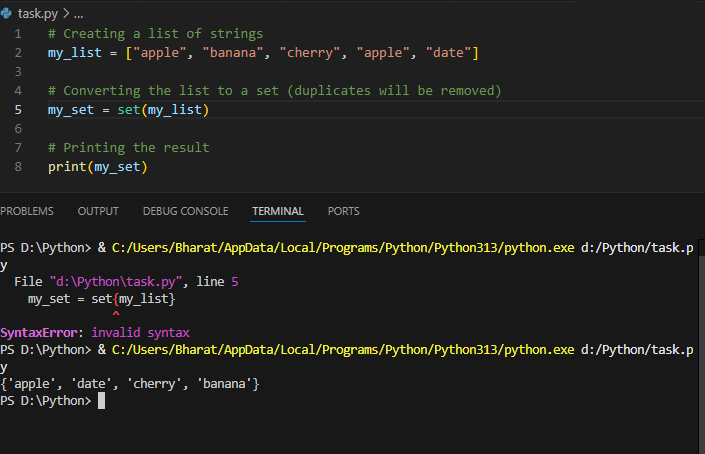 task.py > ...
1 # Creating a list of strings
2 my_list = ["apple", "banana", "cherry", "apple", "date"]
3
4 # Converting the list to a set (duplicates will be removed)
5 my_set = set(my_list)
6
7 # Printing the result
8 print(my_set)
PROBLEMS OUTPUT DEBUG CONSOLE TERMINAL PORTS
PS D:\Python> & C:/Users/Bharat/AppData/Local/Programs/Python/Python313/python.exe d:/Python/task.p
y
File "d:\Python\task.py", line 5
my_set = set{my_list}
^
SyntaxError: invalid syntax
PS D:\Python> & C:/Users/Bharat/AppData/Local/Programs/Python/Python313/python.exe d:/Python/task.p
y
{'apple', 'date', 'cherry', 'banana'}
PS D:\Python>